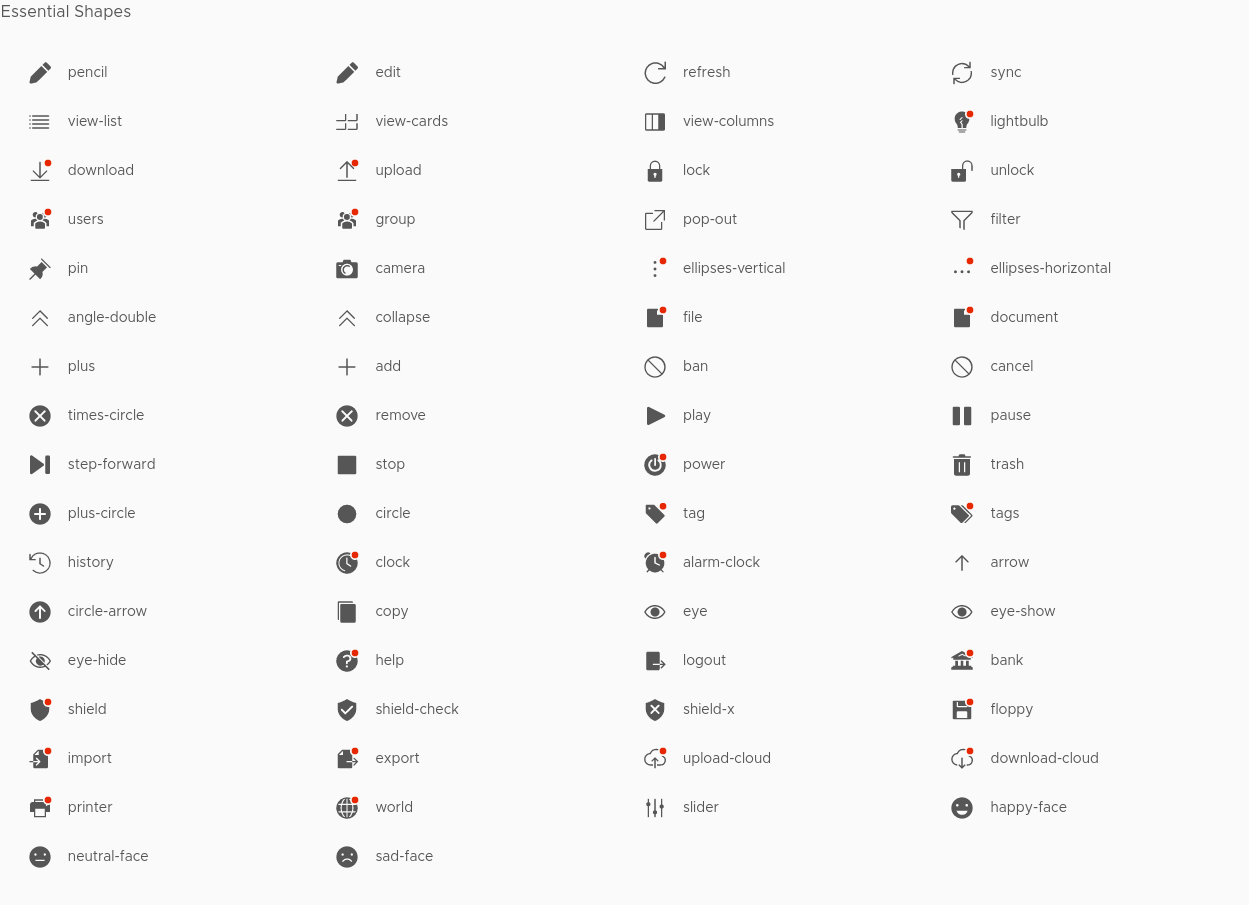 Essential Shapes
pencil edit refresh sync
view-list view-cards view-columns lightbulb
download upload lock unlock
users group pop-out filter
pin camera ellipses-vertical ellipses-horizontal
angle-double collapse file document
plus add ban cancel
times-circle remove play pause
step-forward stop power trash
plus-circle circle tag tags
history clock alarm-clock arrow
circle-arrow copy eye eye-show
eye-hide help logout bank
shield shield-check shield-x floppy
import export upload-cloud download-cloud
printer world slider happy-face
neutral-face sad-face